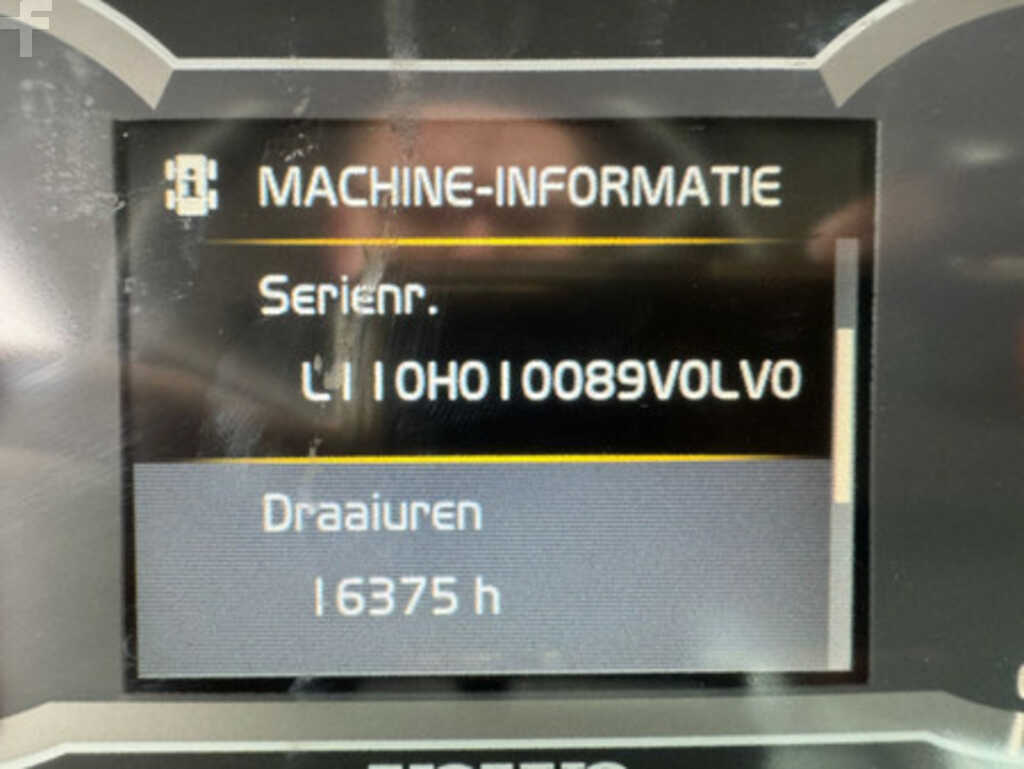 MACHINE-INFORMATIE
Serienr.
L110H010089VOLVO
Draaiuren
16375 h